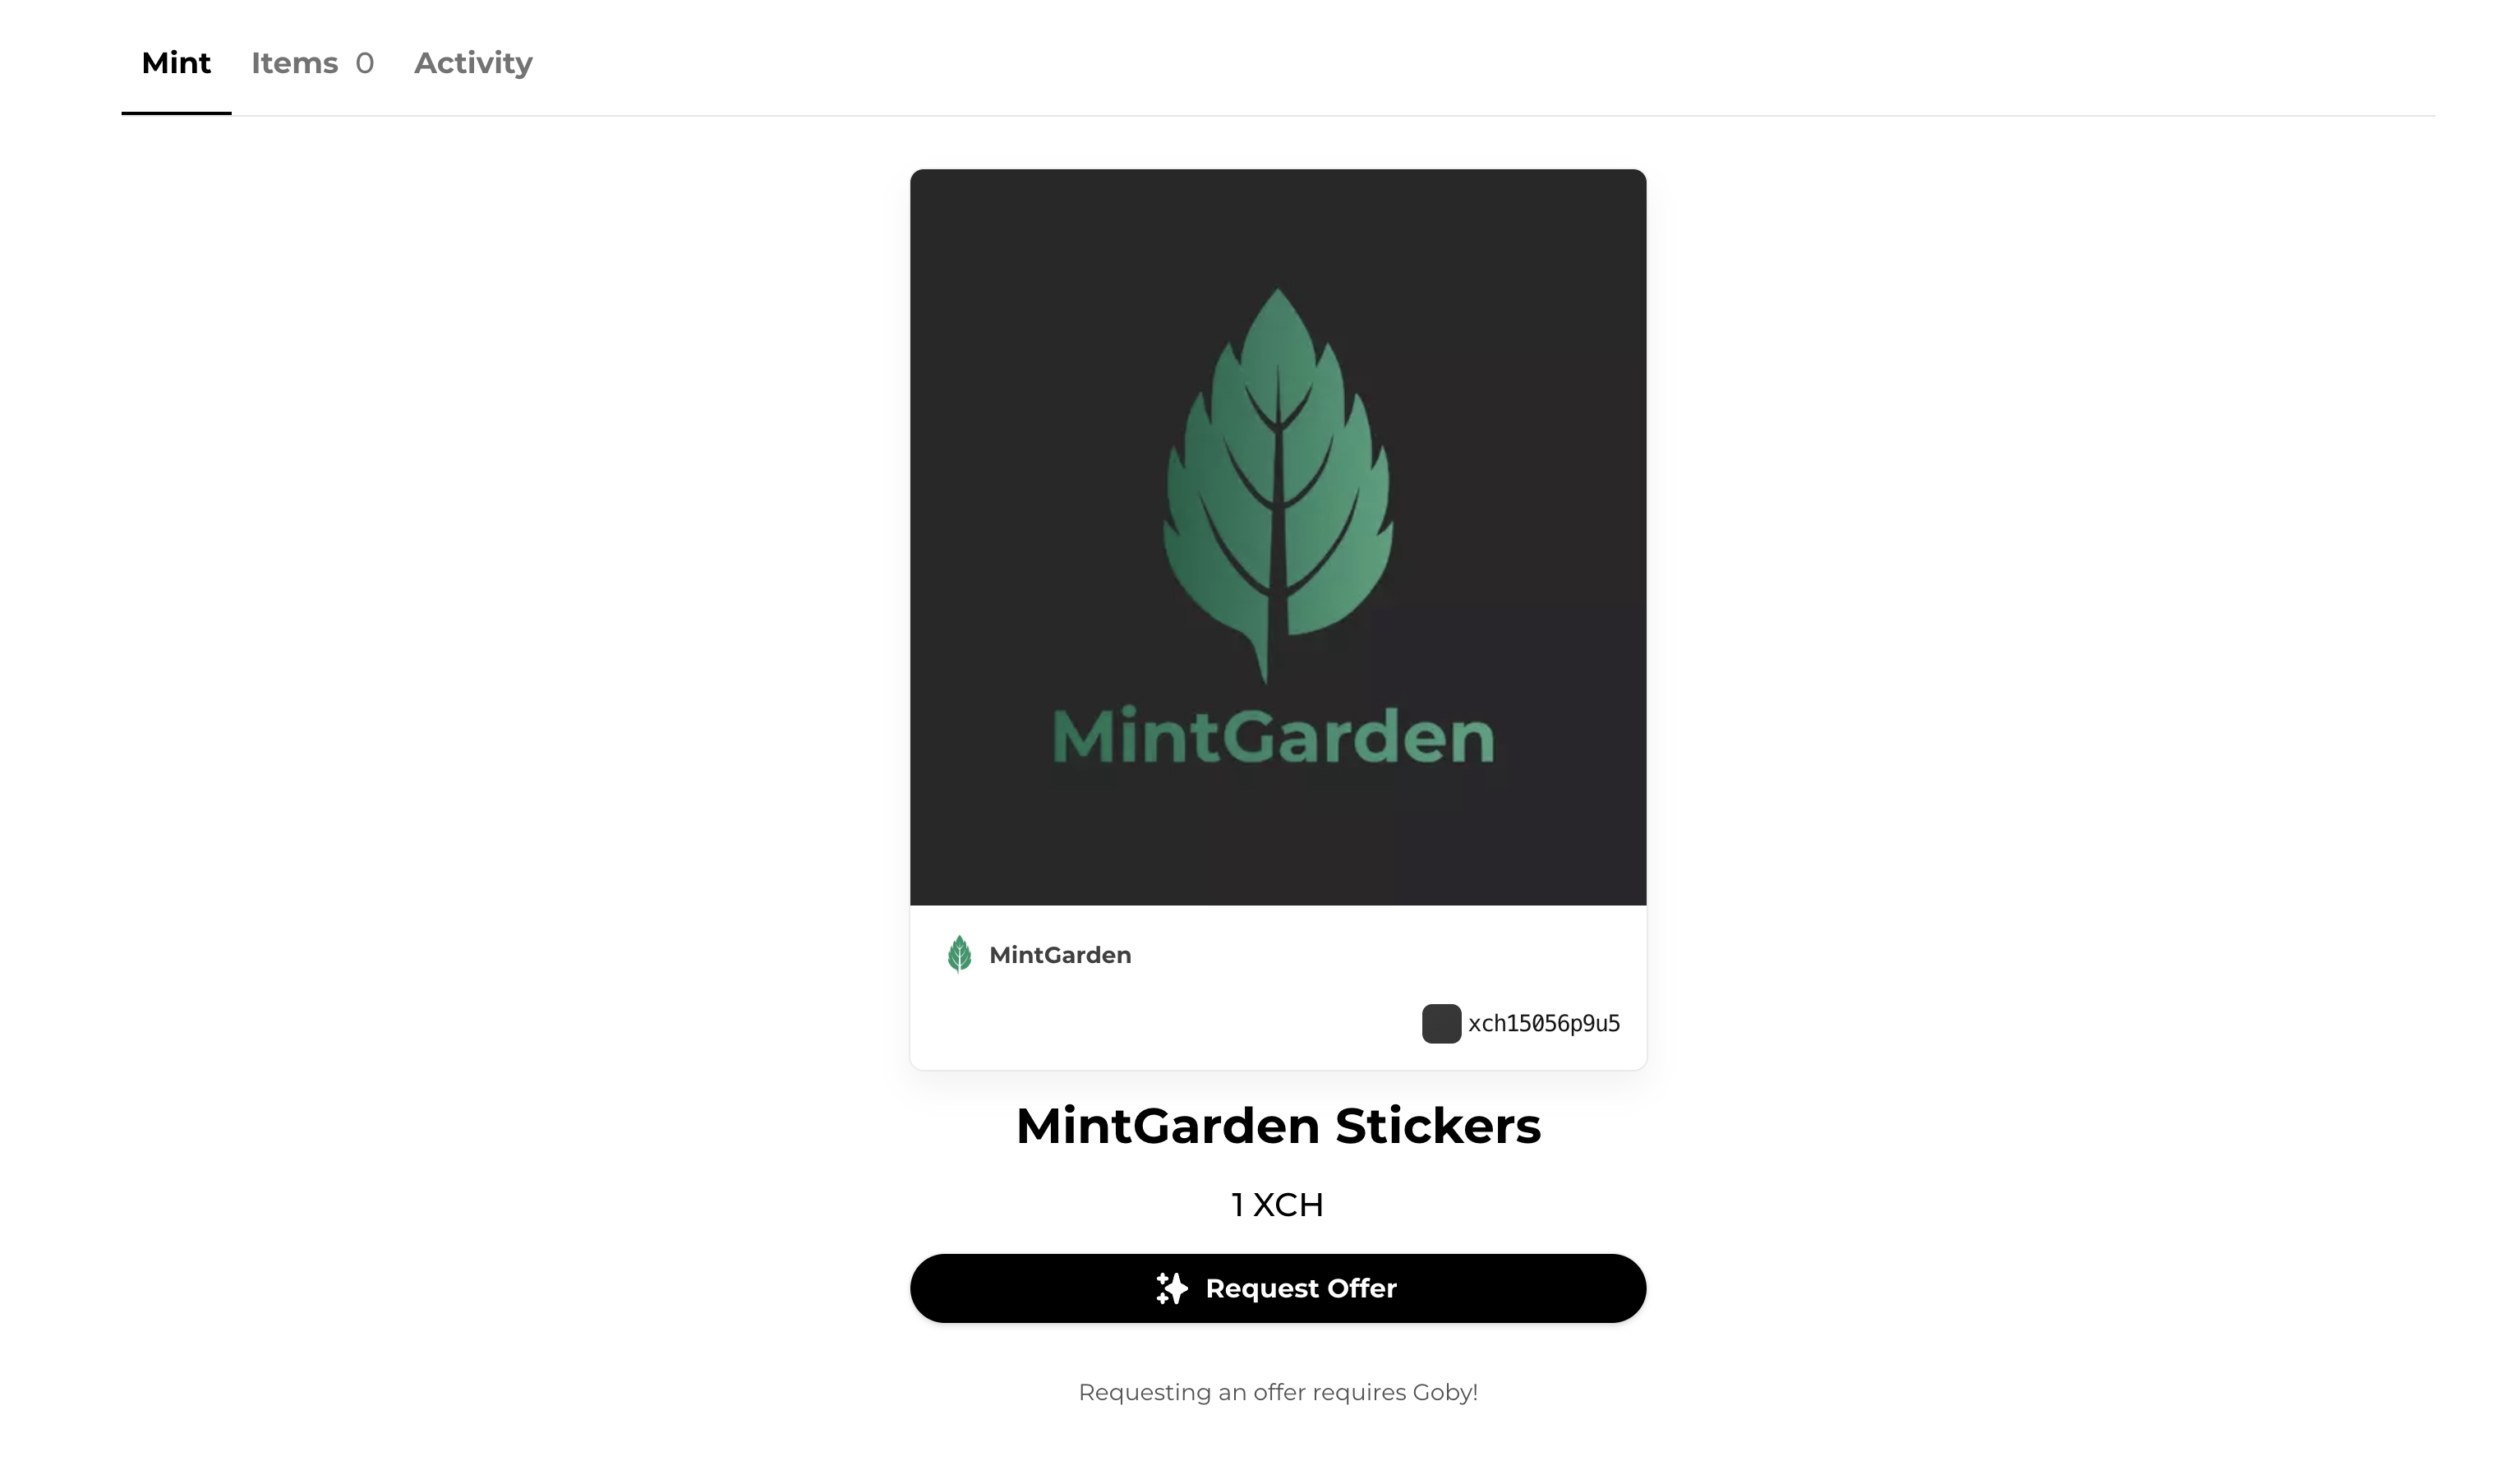 Mint Items 0 Activity
MintGarden
MintGarden
xch15056p9u5
MintGarden Stickers
1 XCH
Request Offer
Requesting an offer requires Goby!